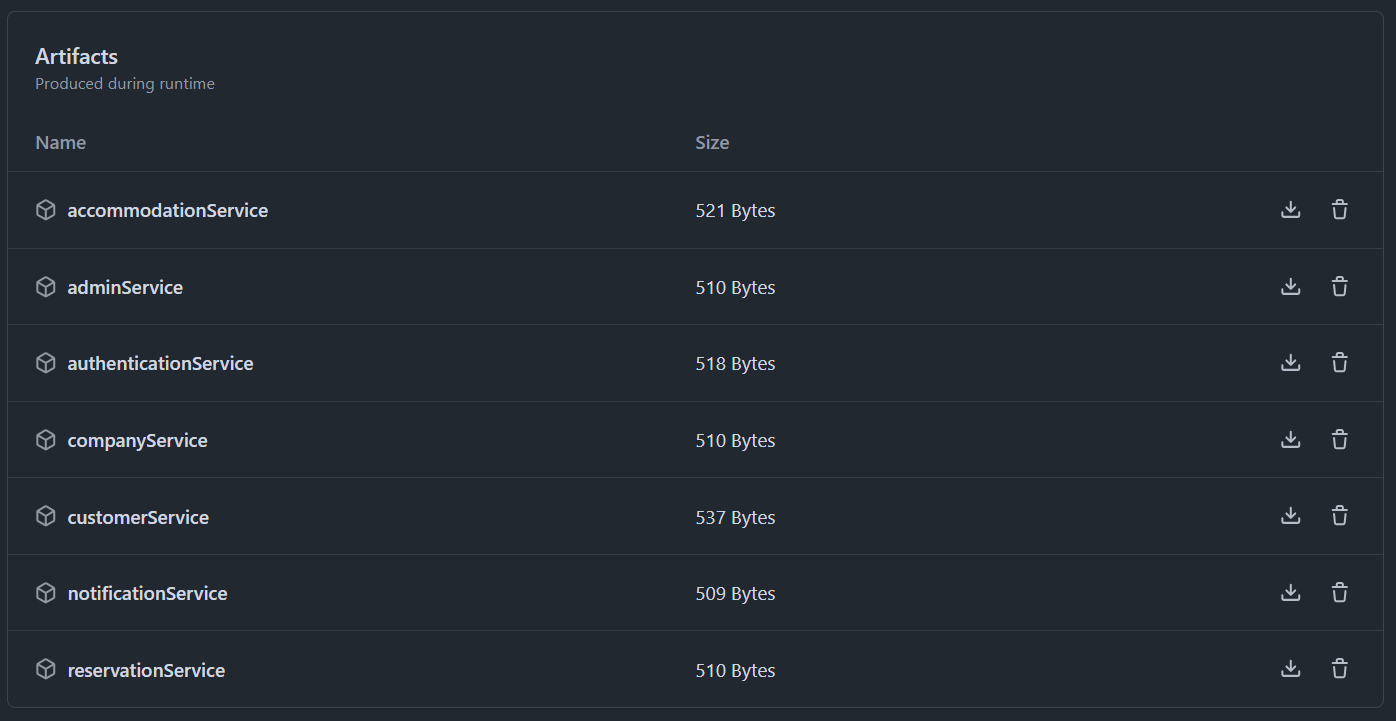 Artifacts
Produced during runtime
Name Size
accommodationService 521 Bytes
adminService 510 Bytes
authenticationService 518 Bytes
companyService 510 Bytes
customerService 537 Bytes
notificationService 509 Bytes
reservationService 510 Bytes